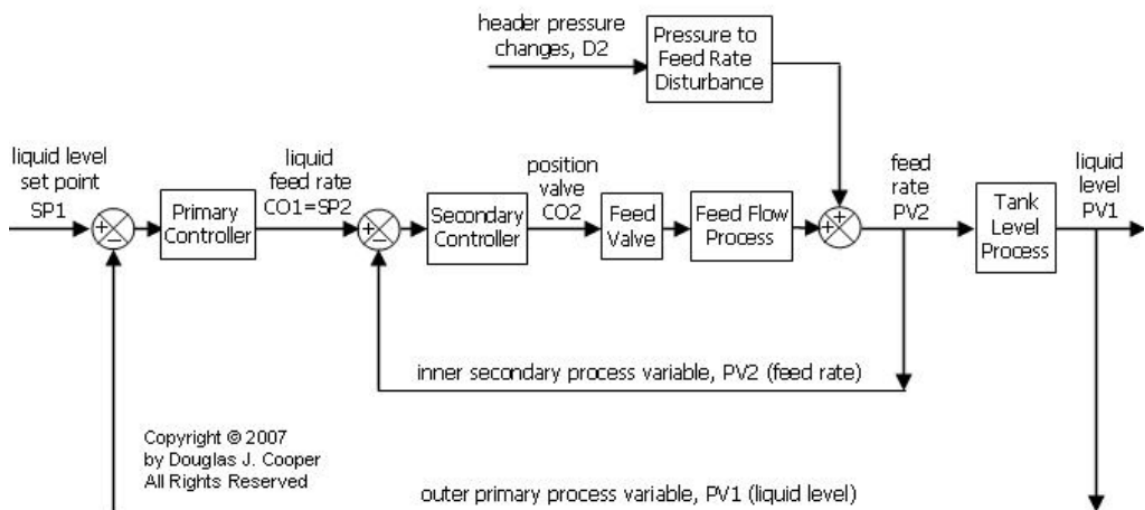 header pressure
changes, D2
Pressure to
Feed Rate
Disturbance
liquid level
set point
SP1
+
−
Primary
Controller
liquid
feed rate
CO1=SP2
+
−
Secondary
Controller
position
valve
CO2
Feed
Valve
Feed Flow
Process
+
+
feed
rate
PV2
Tank
Level
Process
liquid
level
PV1
inner secondary process variable, PV2 (feed rate)
Copyright © 2007
by Douglas J. Cooper
All Rights Reserved
outer primary process variable, PV1 (liquid level)